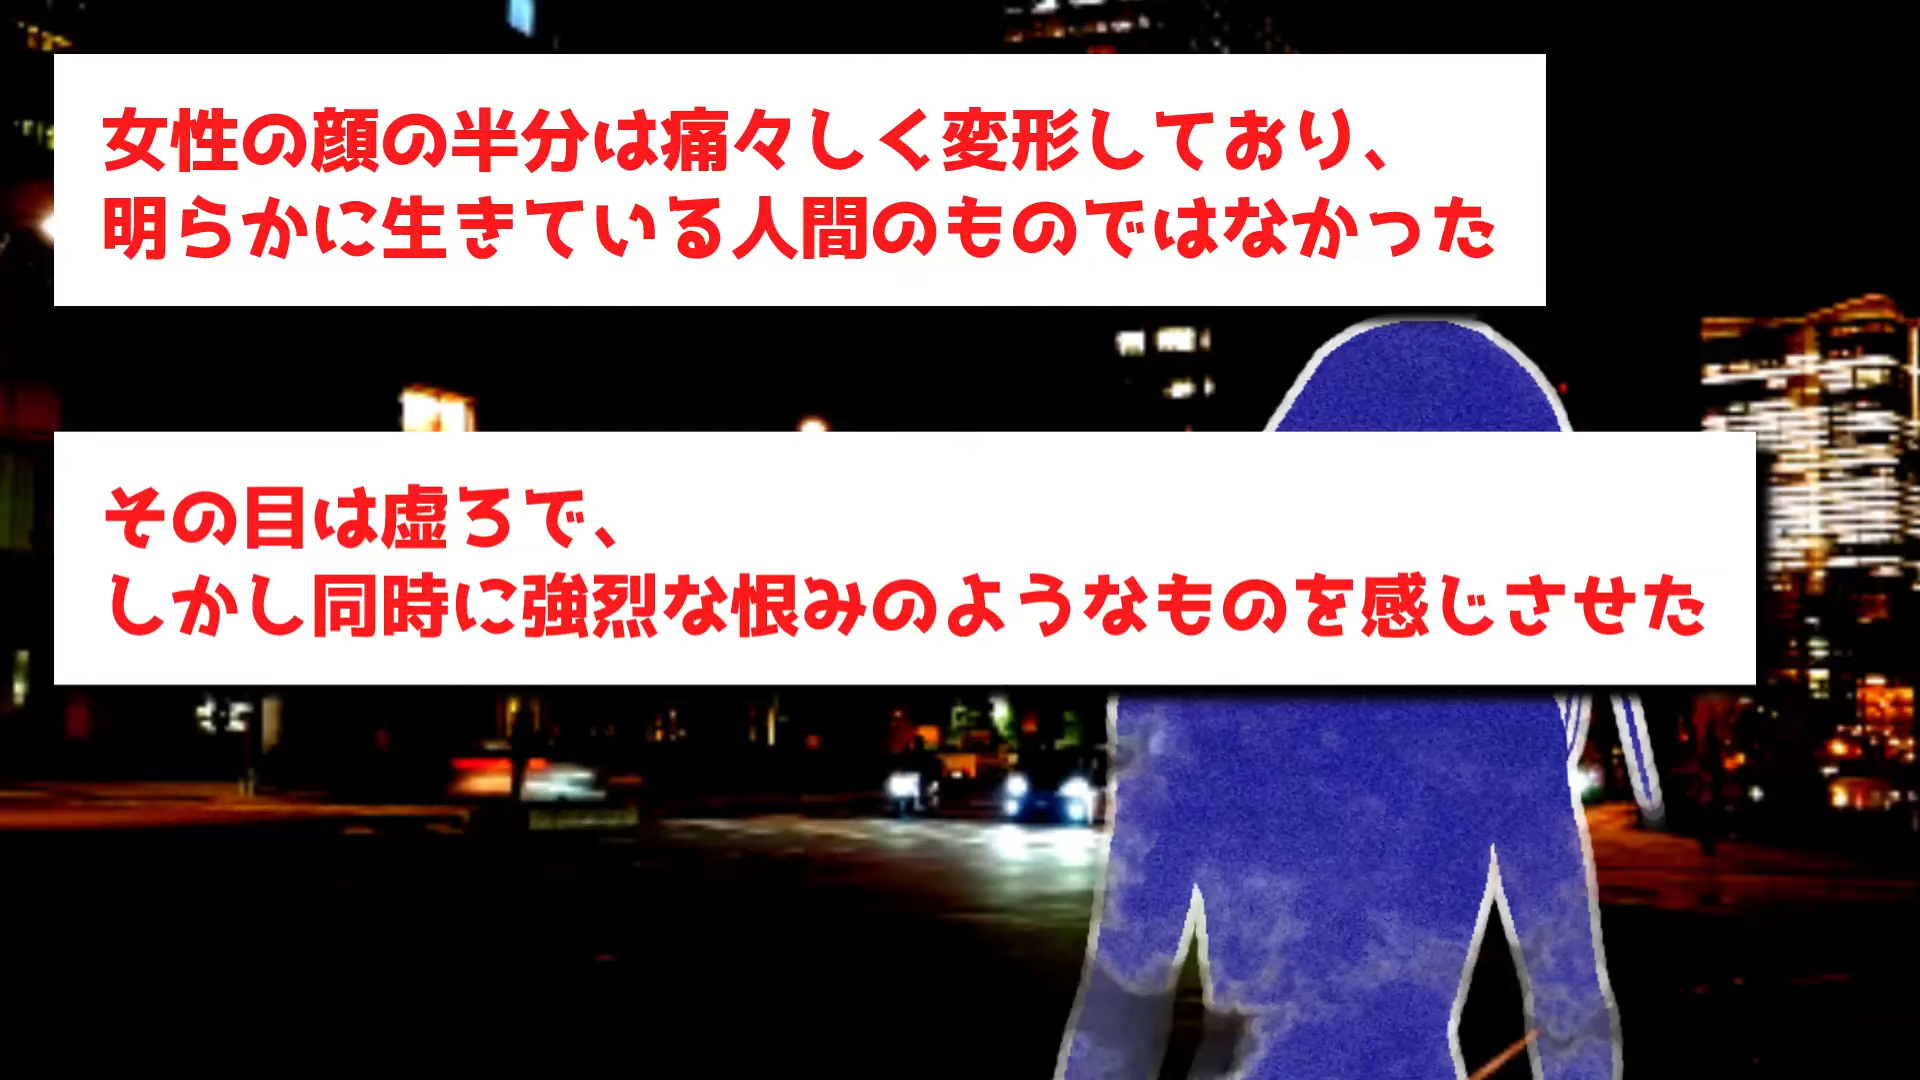 女性の顔の半分は痛々しく変形しており、
明らかに生きている人間のものではなかった
その目は虚ろで、
しかし同時に強烈な恨みのようなものを感じさせた